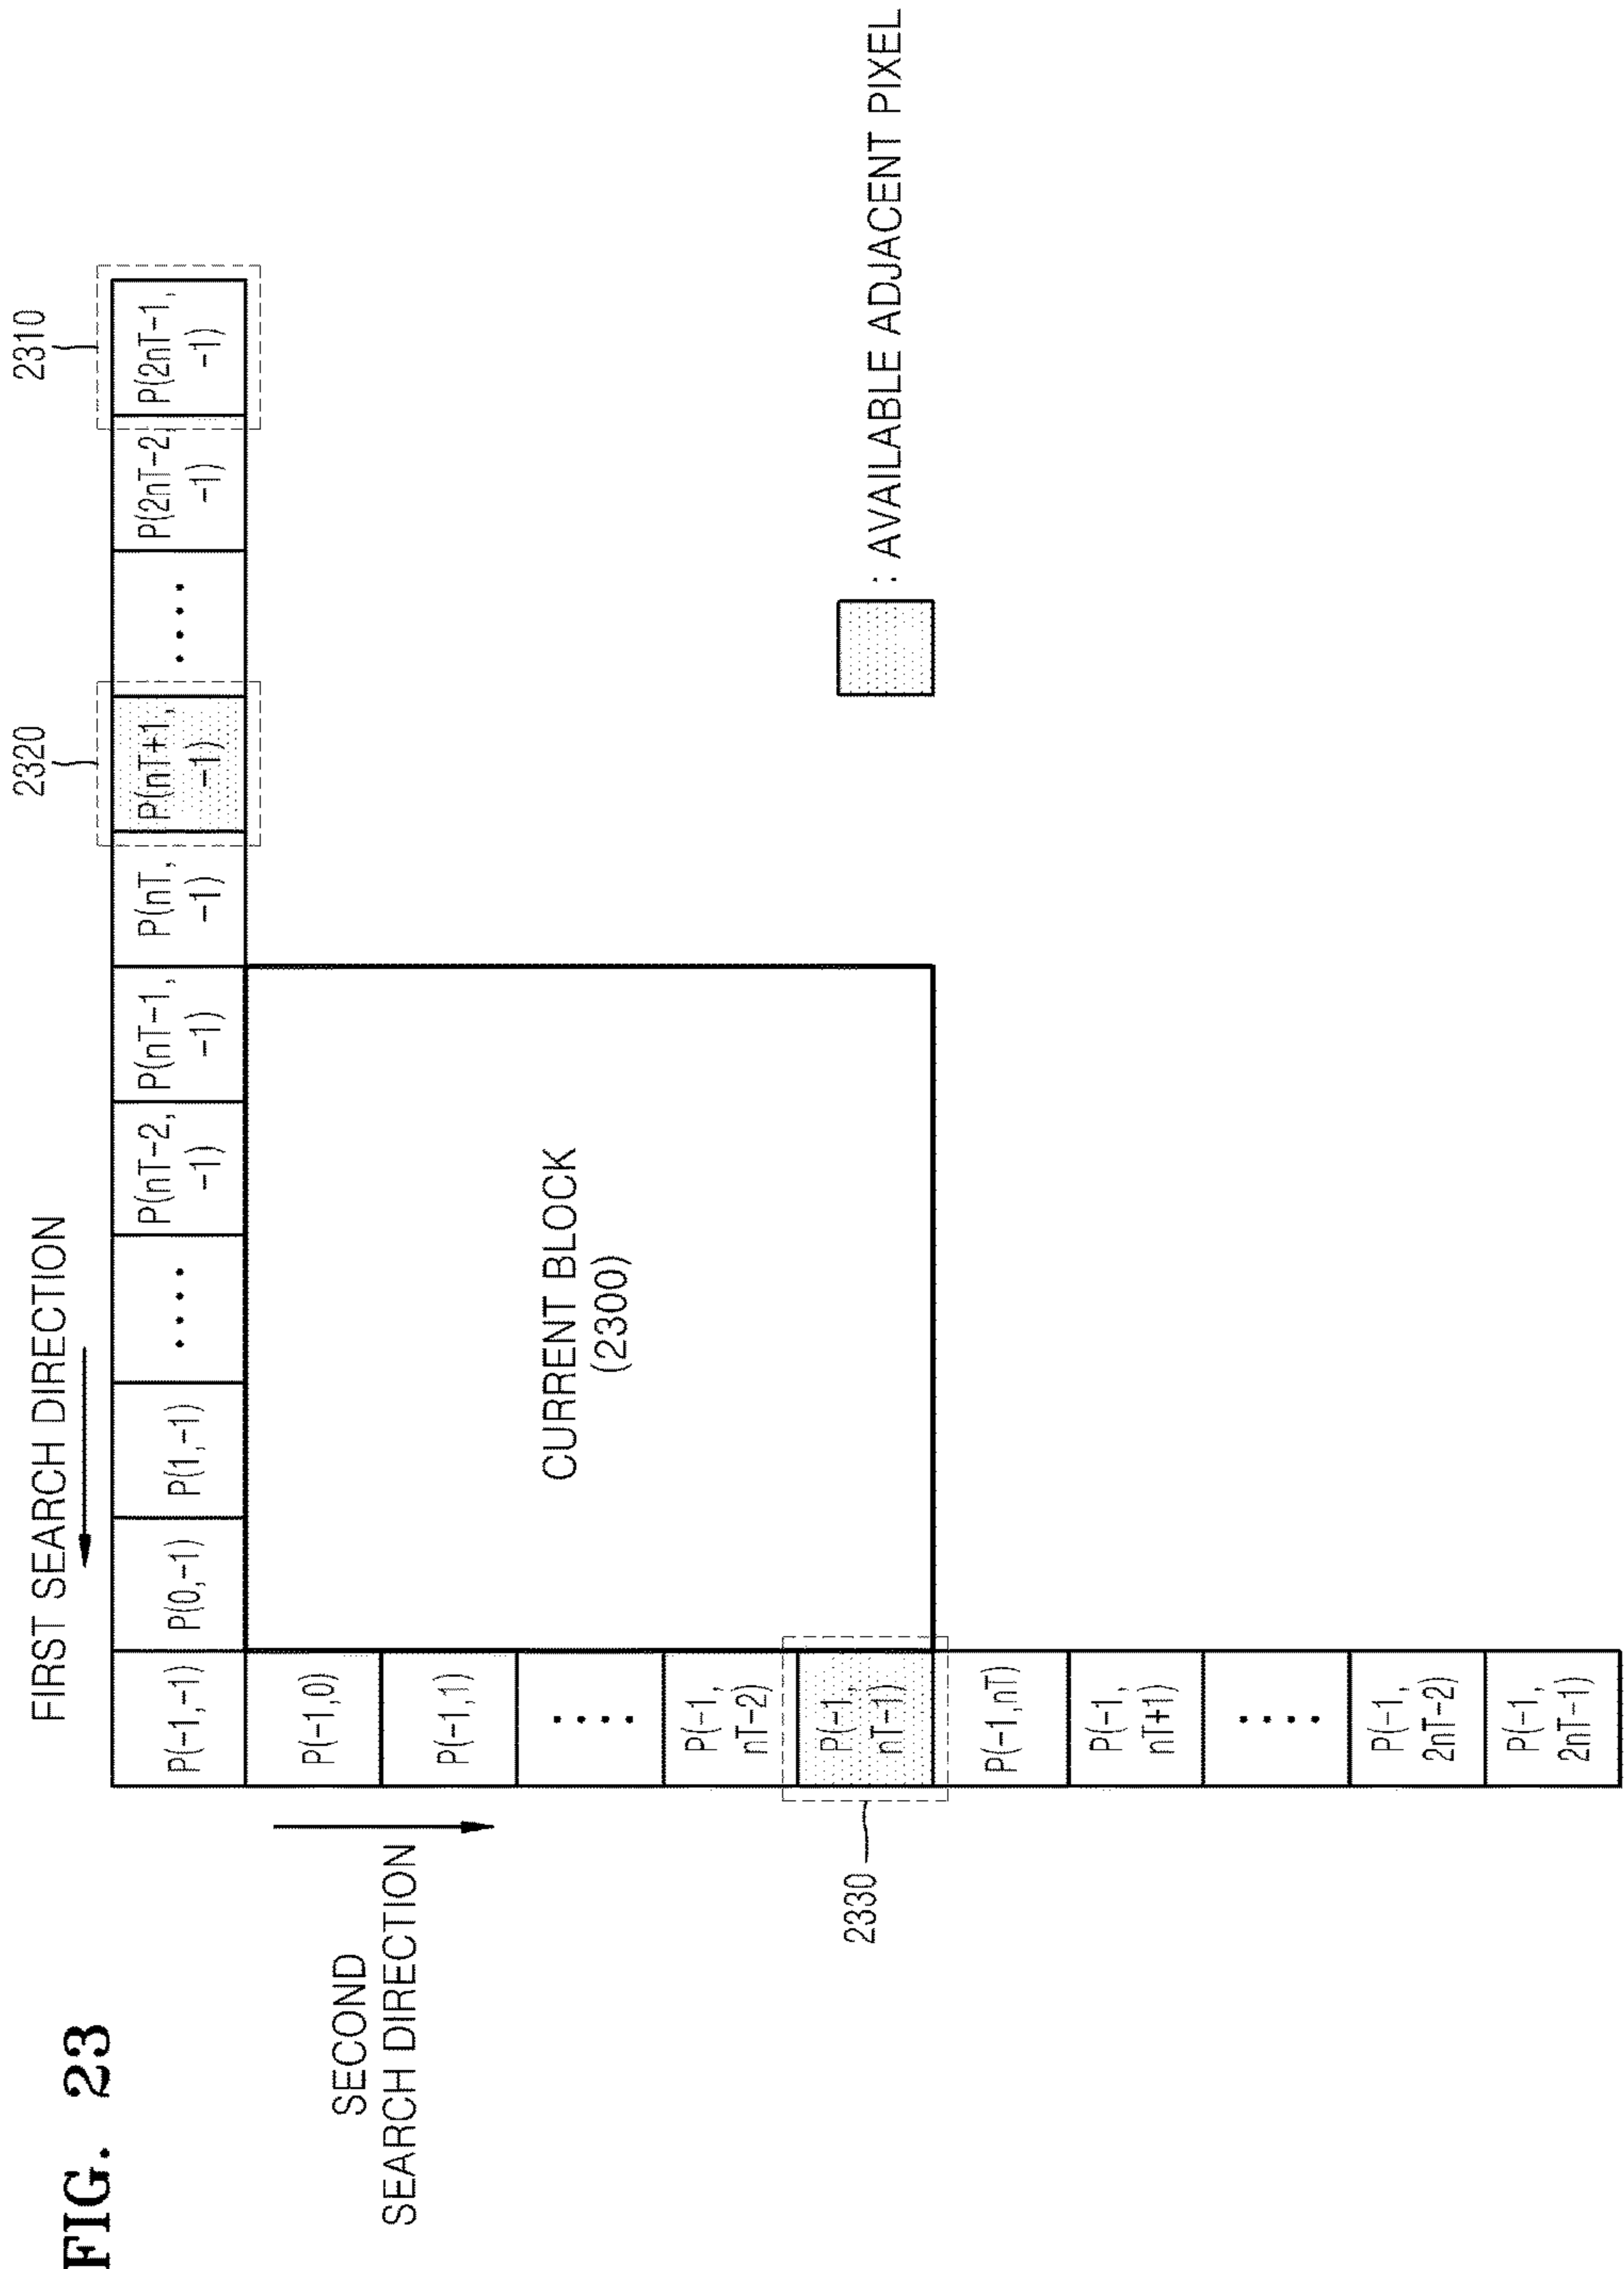 FIG. 23
FIRST SEARCH DIRECTION
2320
2310
P(-1,-1)
P(0,-1)
P(1,-1)
....
P(nT-2,
-1)
P(nT-1,
-1)
P(nT,
-1)
P(nT+1,
-1)
....
P(2nT-2,
-1)
P(2nT-1,
-1)
SECOND
SEARCH DIRECTION
P(-1,0)
P(-1,1)
....
P(-1,
nT-2)
2330
P(-1,
nT-1)
P(-1,nT)
P(-1,
nT+1)
....
P(-1,
2nT-2)
P(-1,
2nT-1)
CURRENT BLOCK
(2300)
: AVAILABLE ADJACENT PIXEL